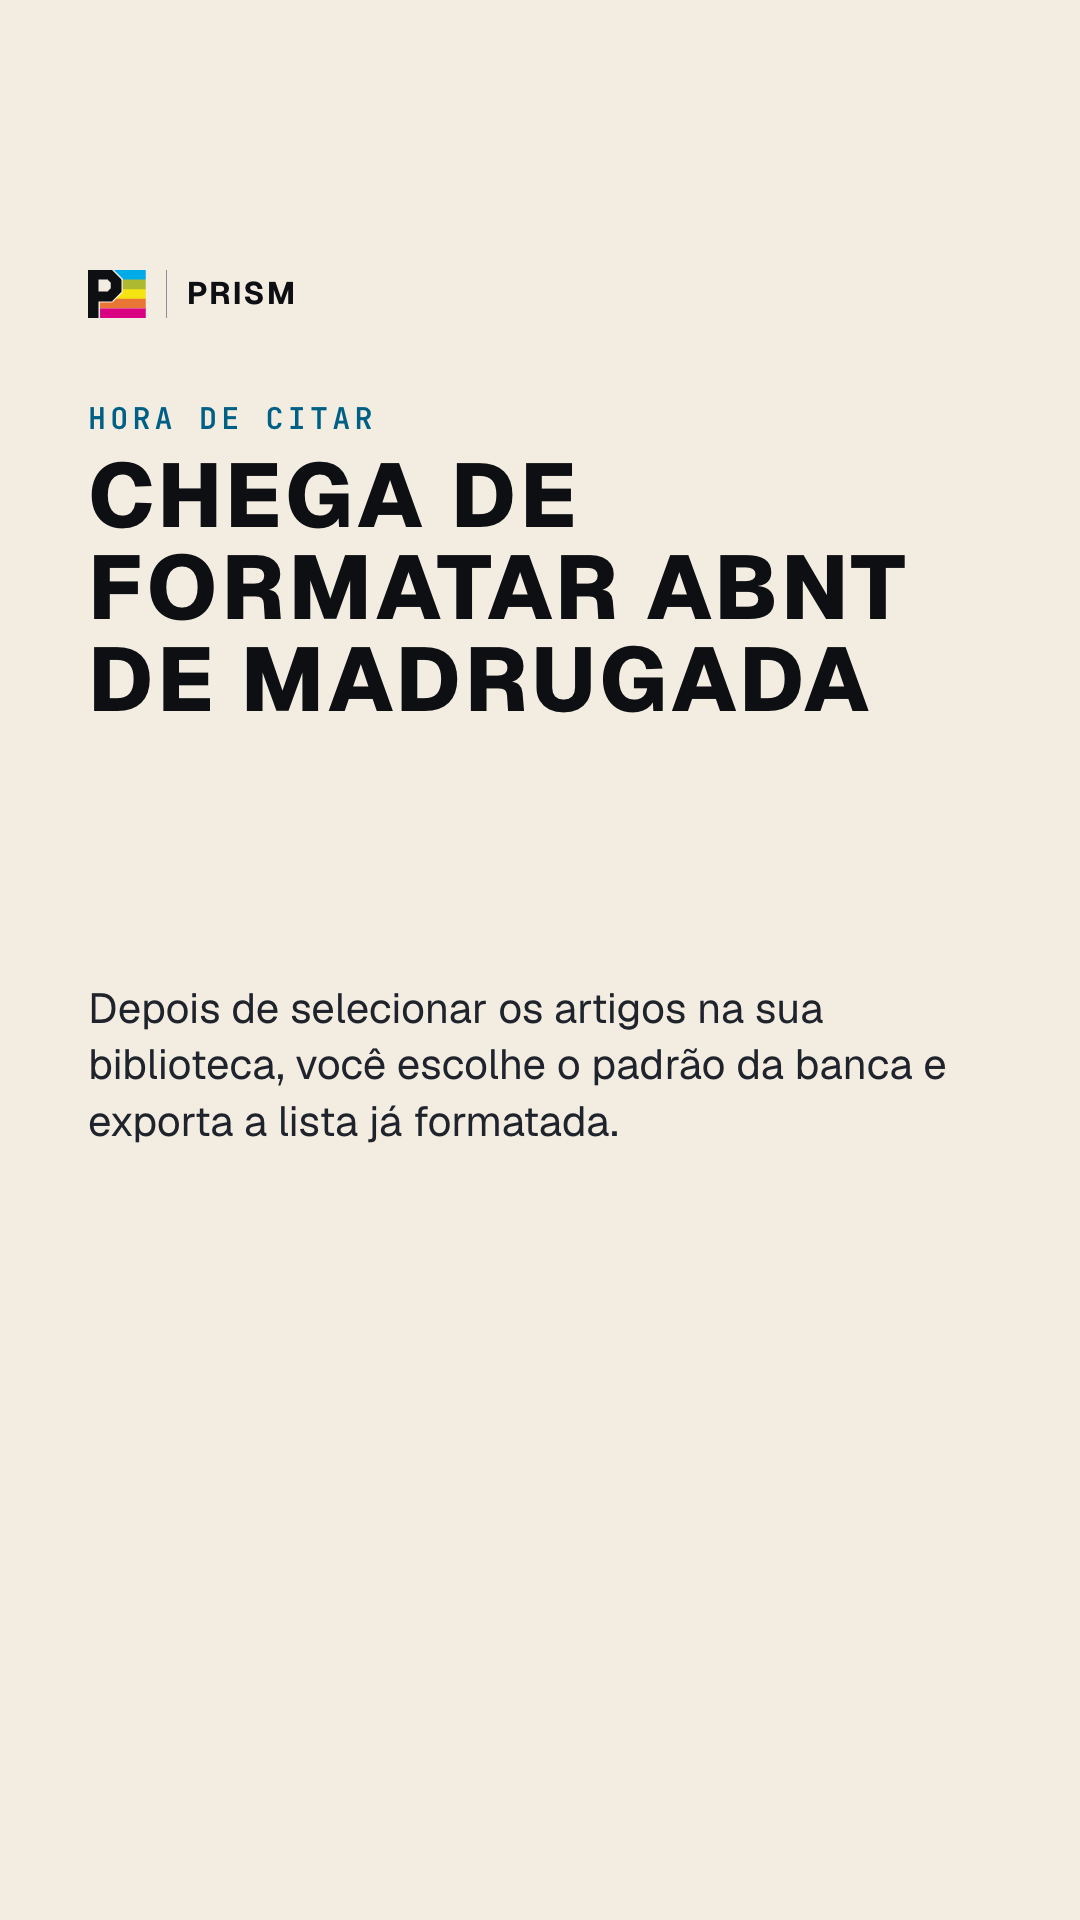 P
PRISM
HORA DE CITAR
CHEGA DE
FORMATAR ABNT
DE MADRUGADA
Depois de selecionar os artigos na sua
biblioteca, você escolhe o padrão da banca e
exporta a lista já formatada.